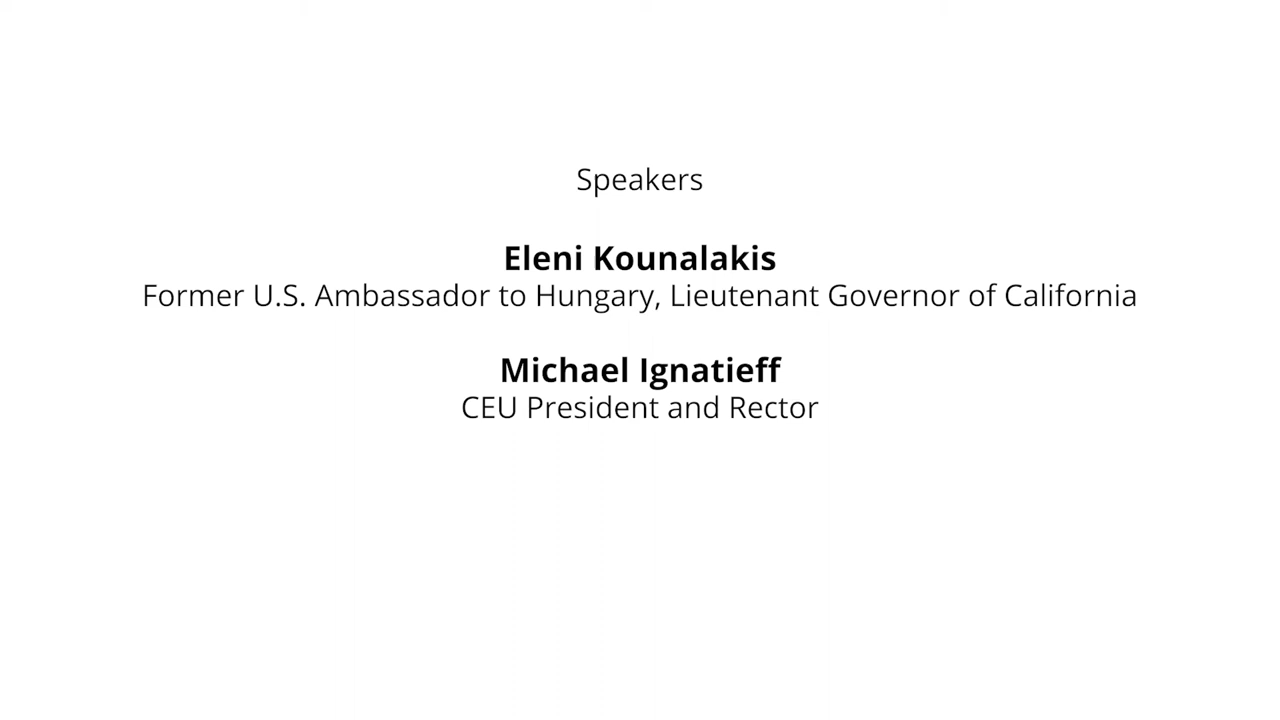 Speakers
Eleni Kounalakis
Former U.S. Ambassador to Hungary, Lieutenant Governor of California
Michael Ignatieff
CEU President and Rector